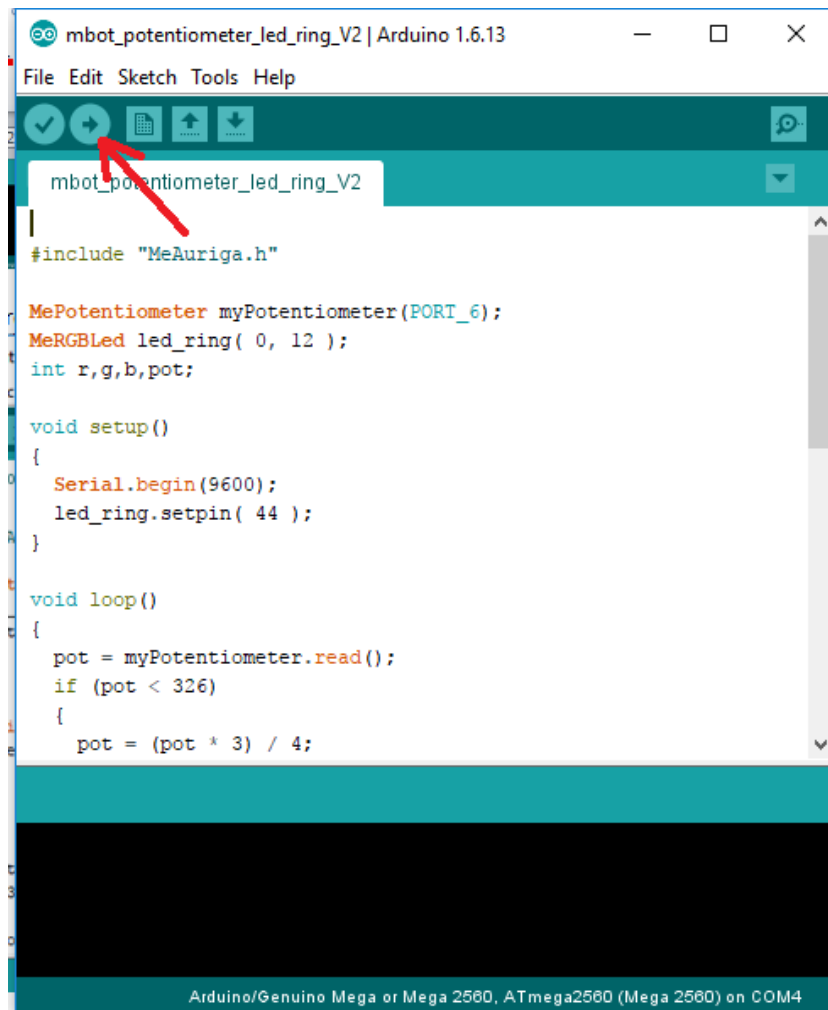 mbot_potentiometer_led_ring_V2 | Arduino 1.6.13
File Edit Sketch Tools Help
mbot_potentiometer_led_ring_V2
#include "MeAuriga.h"
MePotentiometer myPotentiometer(PORT_6);
MeRGBLed led_ring( 0, 12 );
int r,g,b,pot;
void setup()
{
  Serial.begin(9600);
  led_ring.setpin( 44 );
}
void loop()
{
  pot = myPotentiometer.read();
  if (pot < 326)
  {
    pot = (pot * 3) / 4;
Arduino/Genuino Mega or Mega 2560, ATmega2560 (Mega 2560) on COM4